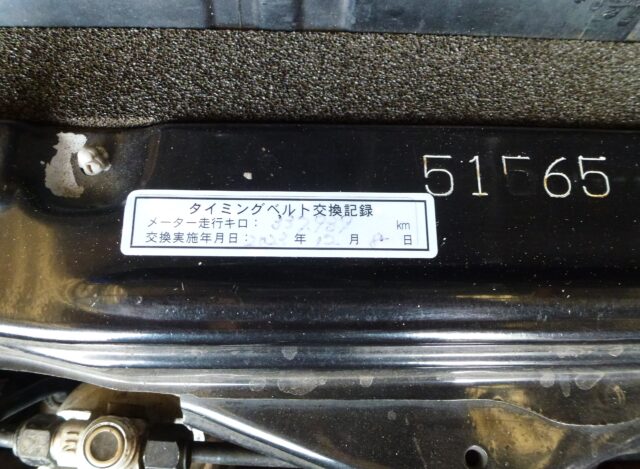 51565
タイミングベルト交換記録
メーター走行キロ： km
交換実施年月日： 年 月 日